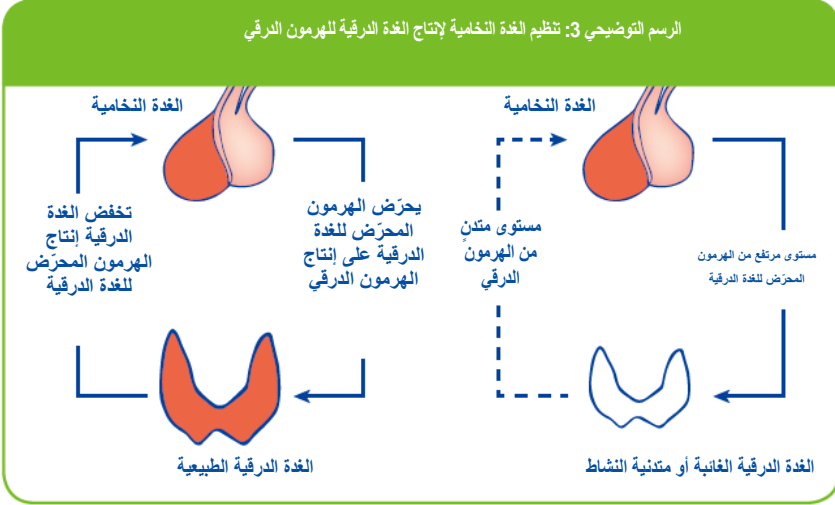 الرسم التوضيحي 3: تنظيم الغدة النخامية لإنتاج الغدة الدرقية للهرمون الدرقي
الغدة النخامية
مستوى مرتفع من الهرمون
المحرّض للغدة الدرقية
مستوى متدنٍ
من الهرمون
الدرقي
الغدة الدرقية الغائبة أو متدنية النشاط
الغدة النخامية
يحرّض الهرمون
المحرّض للغدة
الدرقية على إنتاج
الهرمون الدرقي
تخفض الغدة
الدرقية إنتاج
الهرمون المحرّض
للغدة الدرقية
الغدة الدرقية الطبيعية